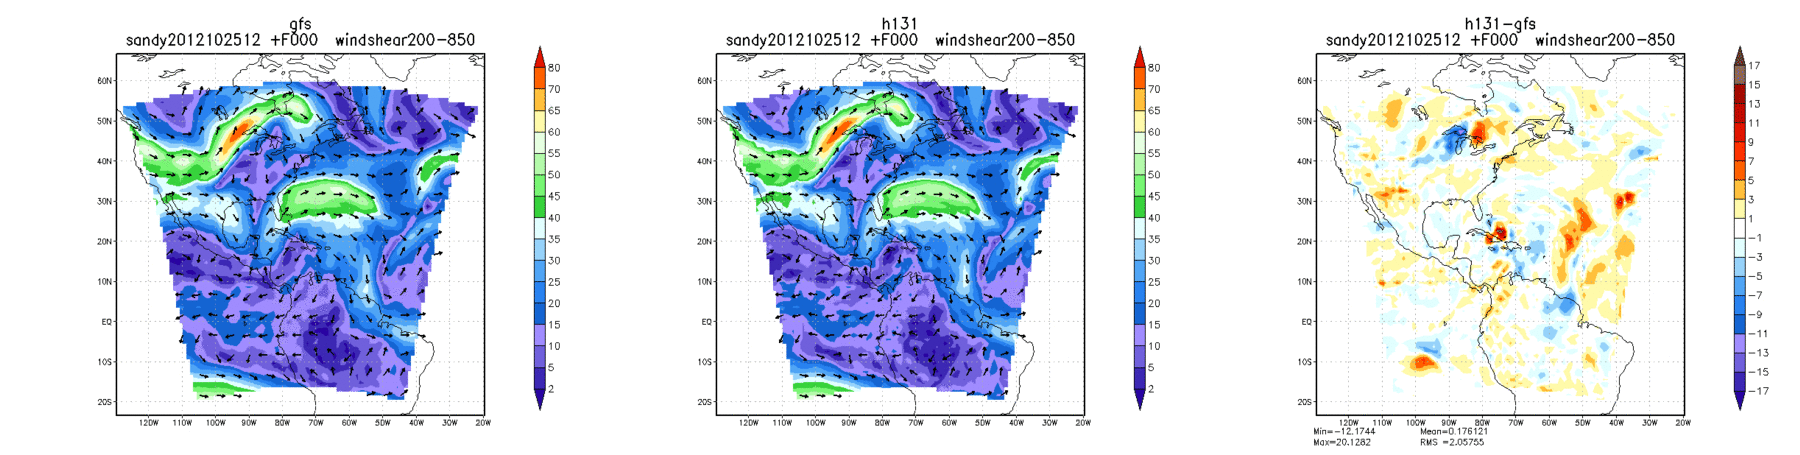 gfs
sandy2012102512 +F000 windshear200-850
60N
50N
40N
30N
20N
10N
EQ
10S
20S
120W 110W 100W 90W 80W 70W 60W 50W 40W 30W 20W
80
70
65
60
55
50
45
40
35
30
25
20
15
10
5
2
h131
sandy2012102512 +F000 windshear200-850
60N
50N
40N
30N
20N
10N
EQ
10S
20S
120W 110W 100W 90W 80W 70W 60W 50W 40W 30W 20W
80
70
65
60
55
50
45
40
35
30
25
20
15
10
5
2
h131-gfs
sandy2012102512 +F000 windshear200-850
60N
50N
40N
30N
20N
10N
EQ
10S
20S
120W 110W 100W 90W 80W 70W 60W 50W 40W 30W 20W
Min=-12.1744 Mean=0.176121
Max=20.1282 RMS =2.05755
17
15
13
11
9
7
5
3
1
-1
-3
-5
-7
-9
-11
-13
-15
-17